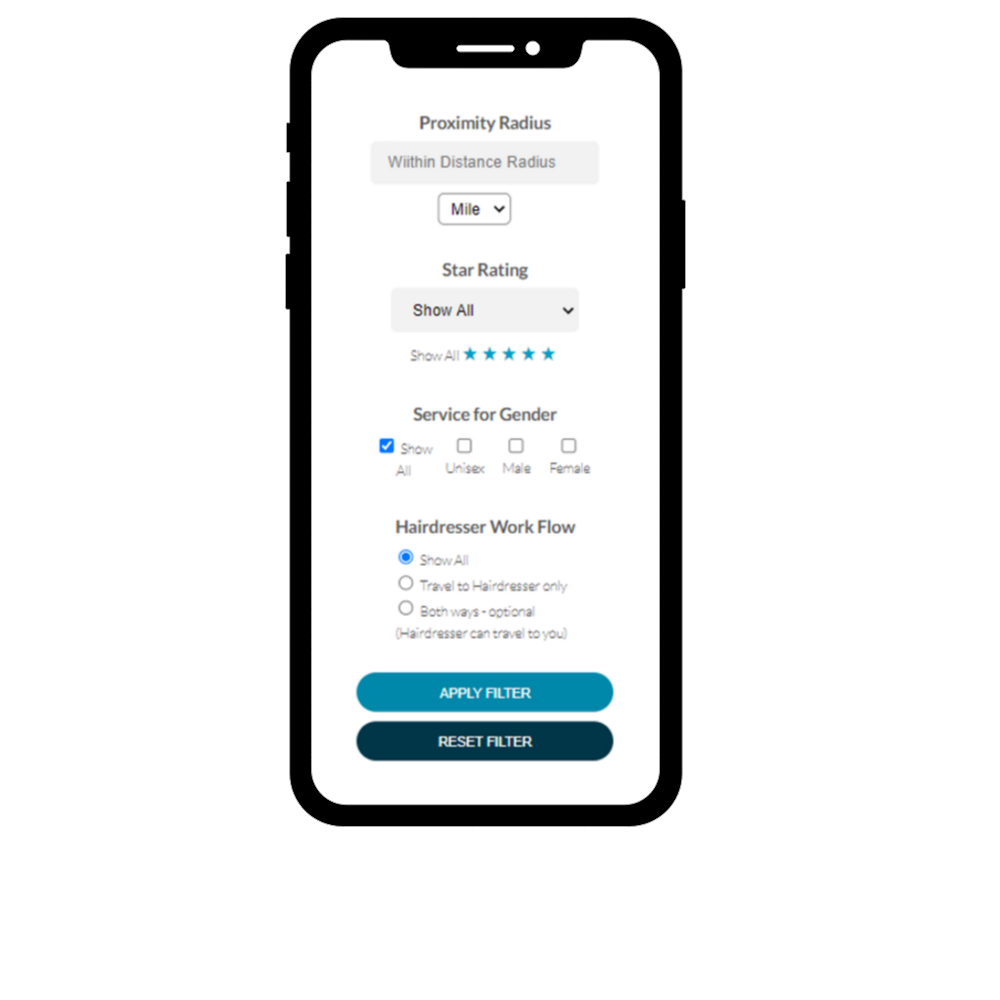 Proximity Radius
Wiithin Distance Radius
Mile
Star Rating
Show All
Show All ★ ★ ★ ★ ★
Service for Gender
Show All
Unisex
Male
Female
Hairdresser Work Flow
Show All
Travel to Hairdresser only
Both ways - optional
(Hairdresser can travel to you)
APPLY FILTER
RESET FILTER